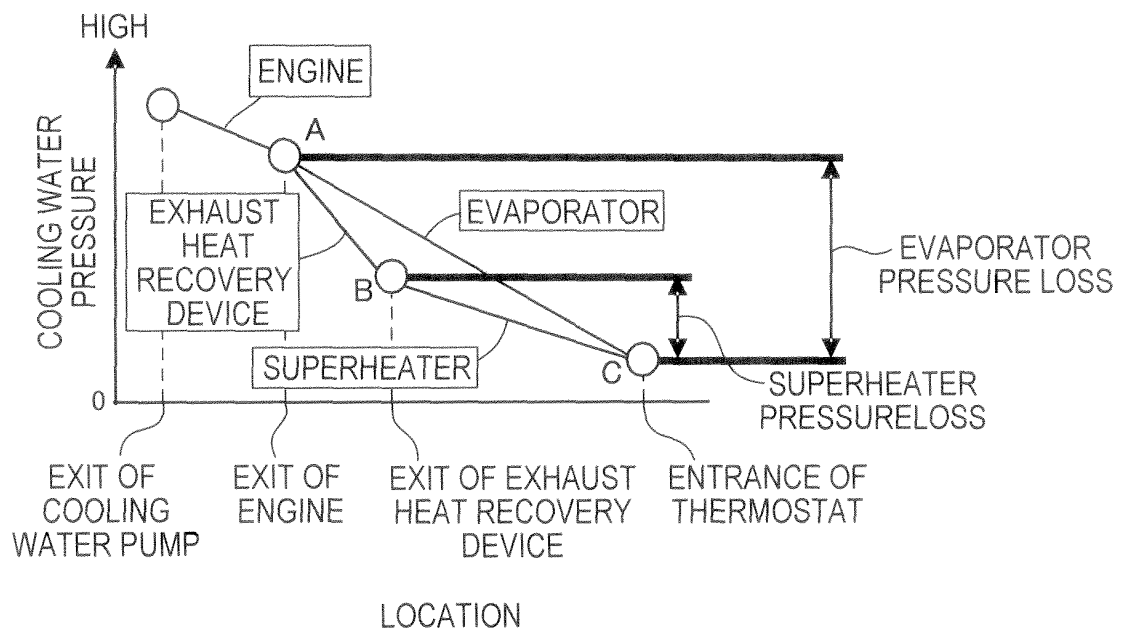 HIGH
COOLING WATER
PRESSURE
0
ENGINE
A
EXHAUST
HEAT
RECOVERY
DEVICE
EVAPORATOR
B
SUPERHEATER
C
EVAPORATOR
PRESSURE LOSS
SUPERHEATER
PRESSURELOSS
EXIT OF
COOLING
WATER PUMP
EXIT OF
ENGINE
EXIT OF EXHAUST
HEAT RECOVERY
DEVICE
ENTRANCE OF
THERMOSTAT
LOCATION